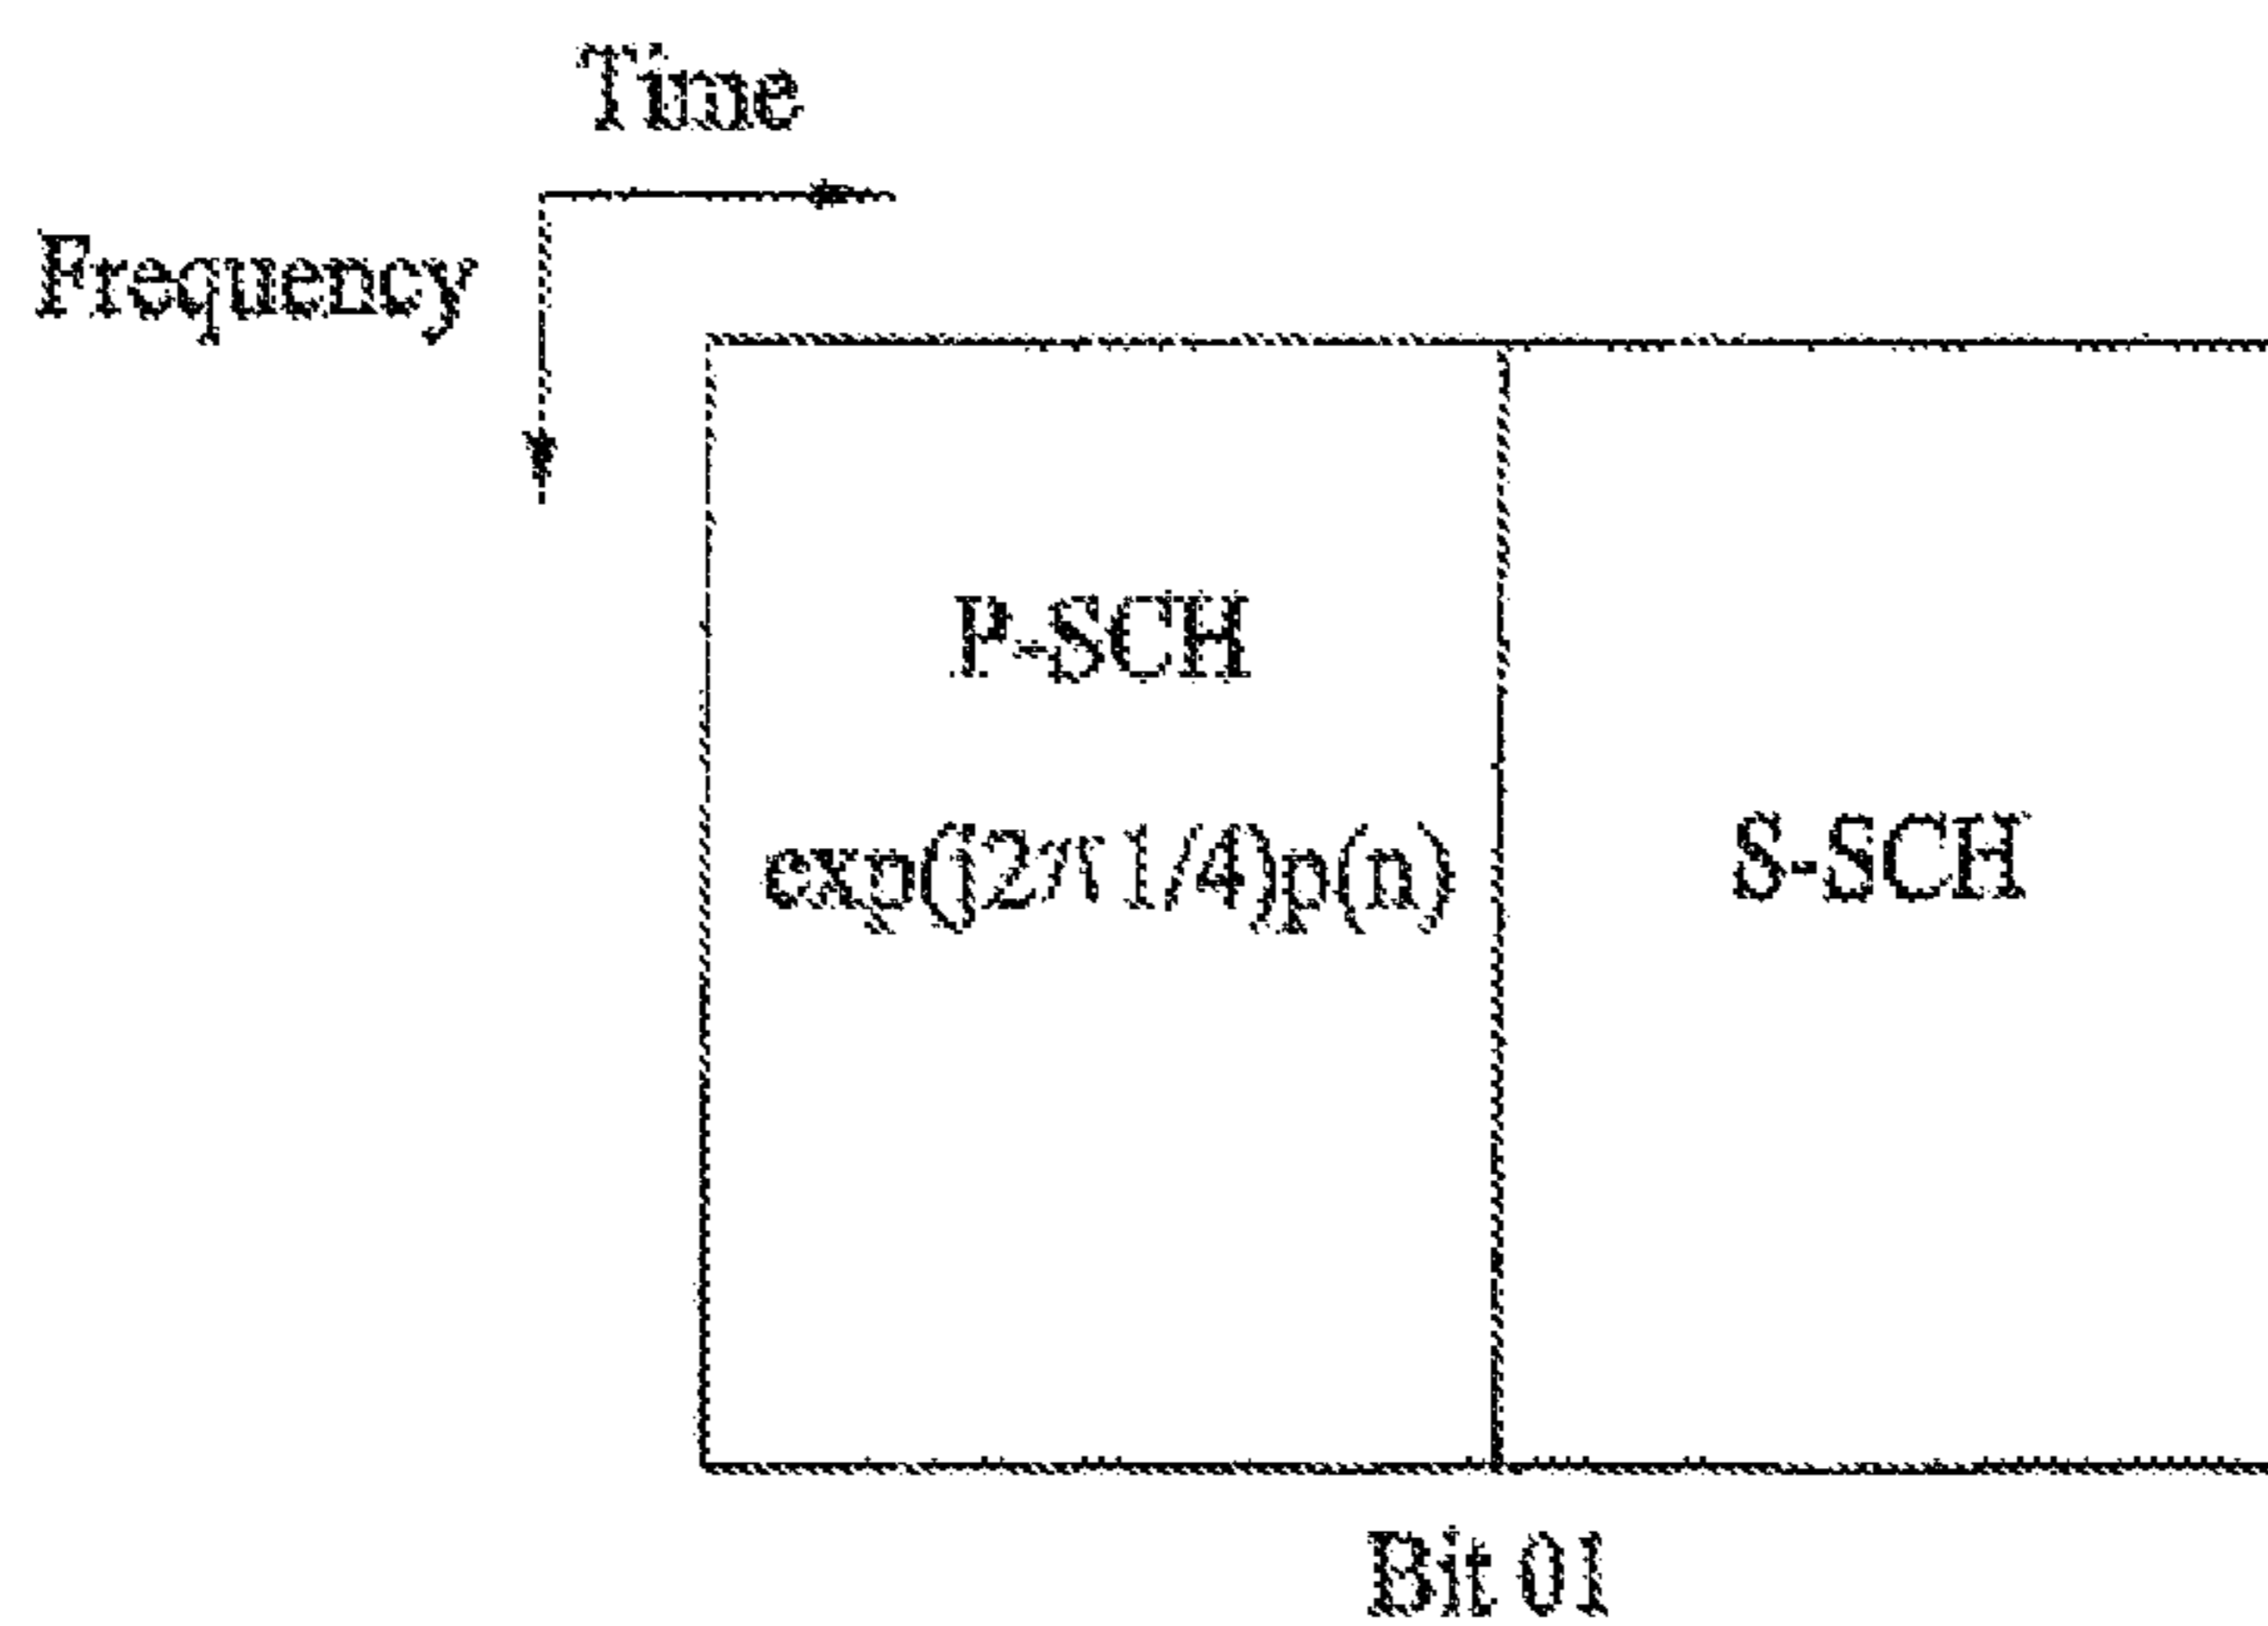 Time
Frequency
P-SCH
exp(j2π1/4)p(n)
S-SCH
Bit 01